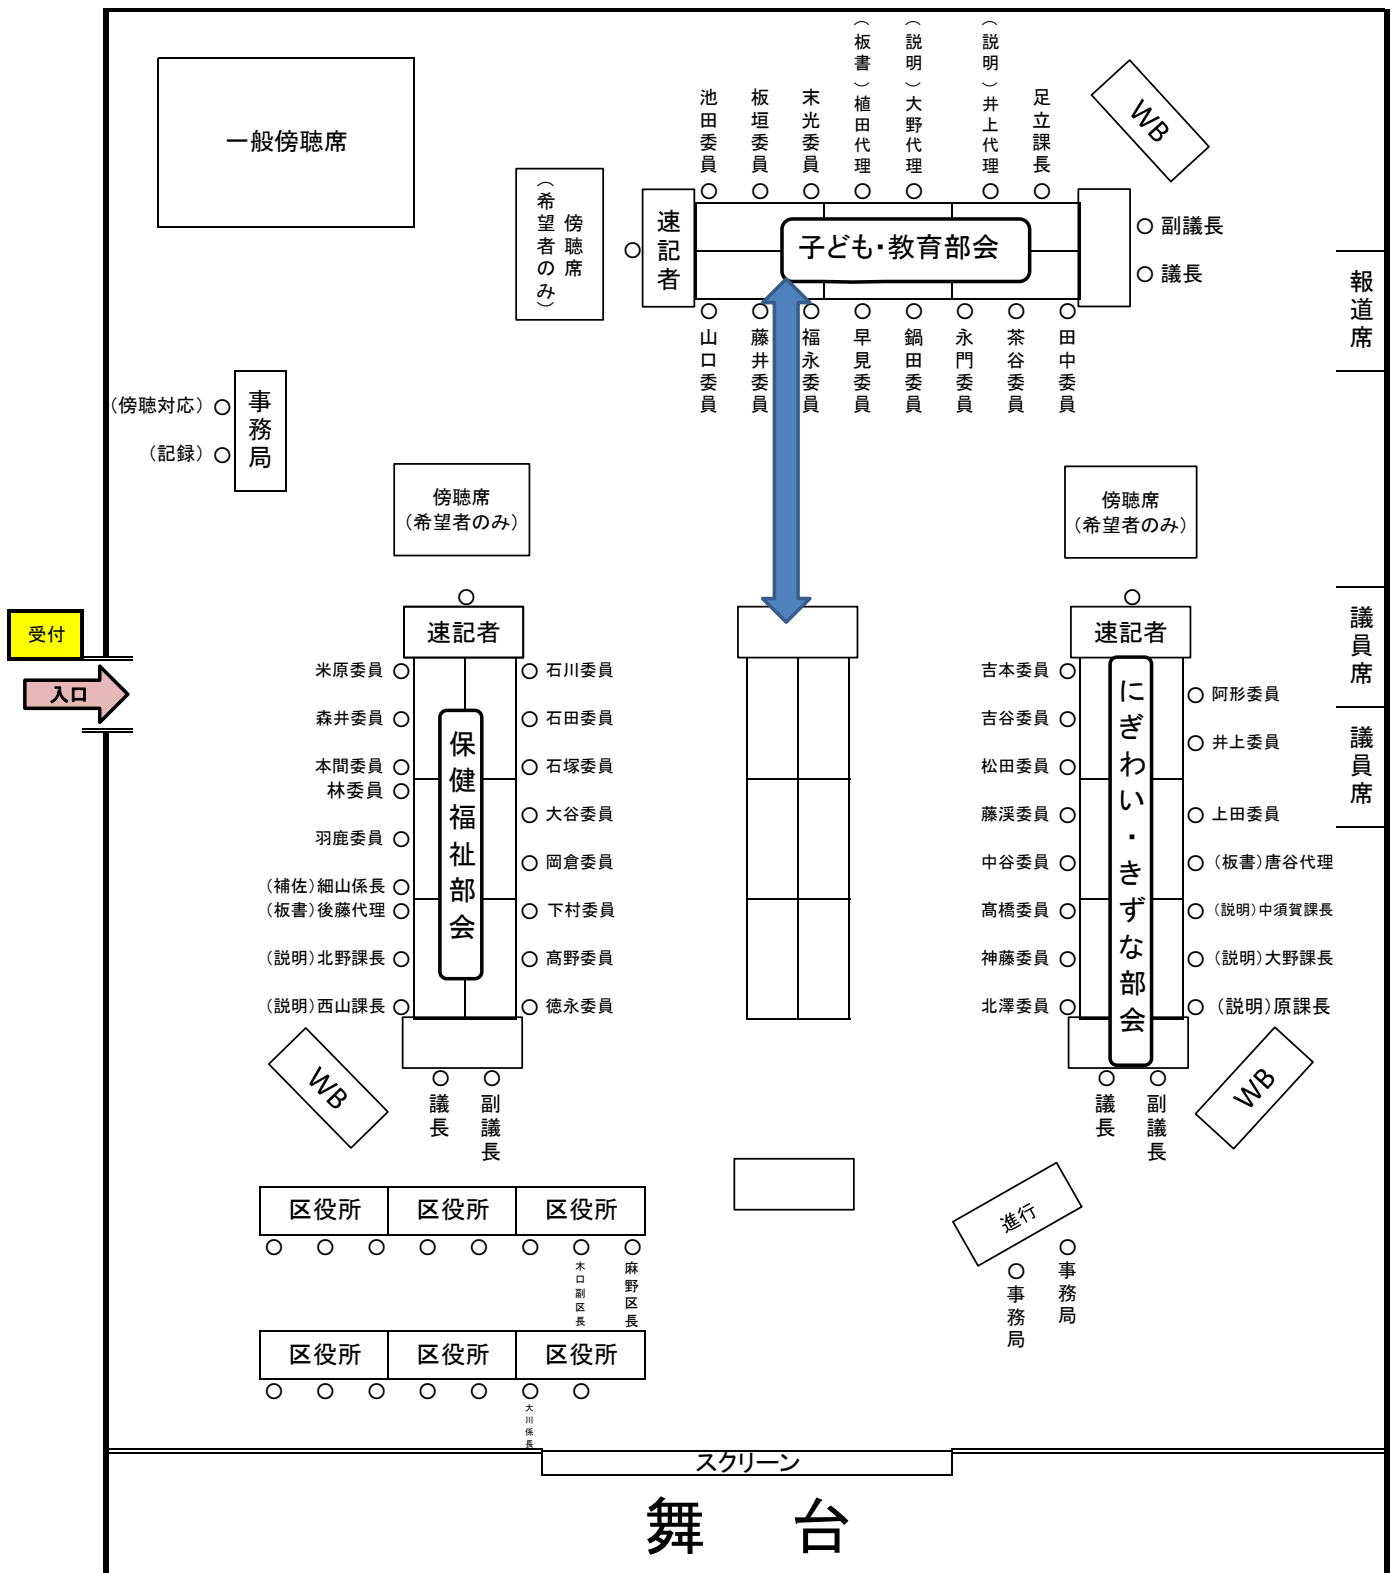 一般傍聴席
傍聴席
（希望者のみ）
速記者
子ども・教育部会
池田委員
板垣委員
末光委員
（板書）植田代理
（説明）大野代理
（説明）井上代理
足立課長
WB
副議長
議長
山口委員
藤井委員
福永委員
早見委員
鍋田委員
永門委員
茶谷委員
田中委員
報道席
事務局
（傍聴対応）
（記録）
傍聴席
（希望者のみ）
傍聴席
（希望者のみ）
受付
入口
速記者
保健福祉部会
米原委員
森井委員
本間委員
林委員
羽鹿委員
（補佐）細山係長
（板書）後藤代理
（説明）北野課長
（説明）西山課長
石川委員
石田委員
石塚委員
大谷委員
岡倉委員
下村委員
髙野委員
徳永委員
WB
議長
副議長
速記者
にぎわい・きずな部会
吉本委員
吉谷委員
松田委員
藤渓委員
中谷委員
髙橋委員
神藤委員
北澤委員
阿形委員
井上委員
上田委員
（板書）唐谷代理
（説明）中須賀課長
（説明）大野課長
（説明）原課長
議長
副議長
WB
議員席
議員席
区役所
区役所
区役所
木口副区長
麻野区長
区役所
区役所
区役所
大川係長
進行
事務局
事務局
スクリーン
舞　台